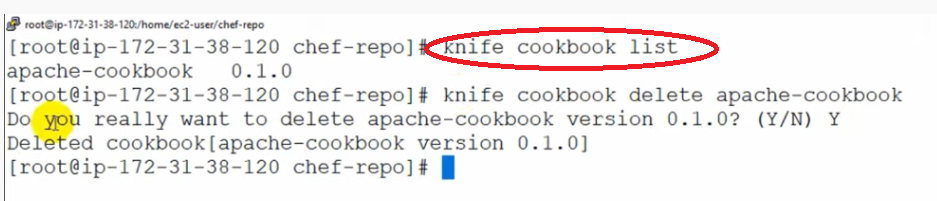 root@ip-172-31-38-120:/home/ec2-user/chef-repo
[root@ip-172-31-38-120 chef-repo]# knife cookbook list
apache-cookbook   0.1.0
[root@ip-172-31-38-120 chef-repo]# knife cookbook delete apache-cookbook
Do you really want to delete apache-cookbook version 0.1.0? (Y/N) Y
Deleted cookbook[apache-cookbook version 0.1.0]
[root@ip-172-31-38-120 chef-repo]#